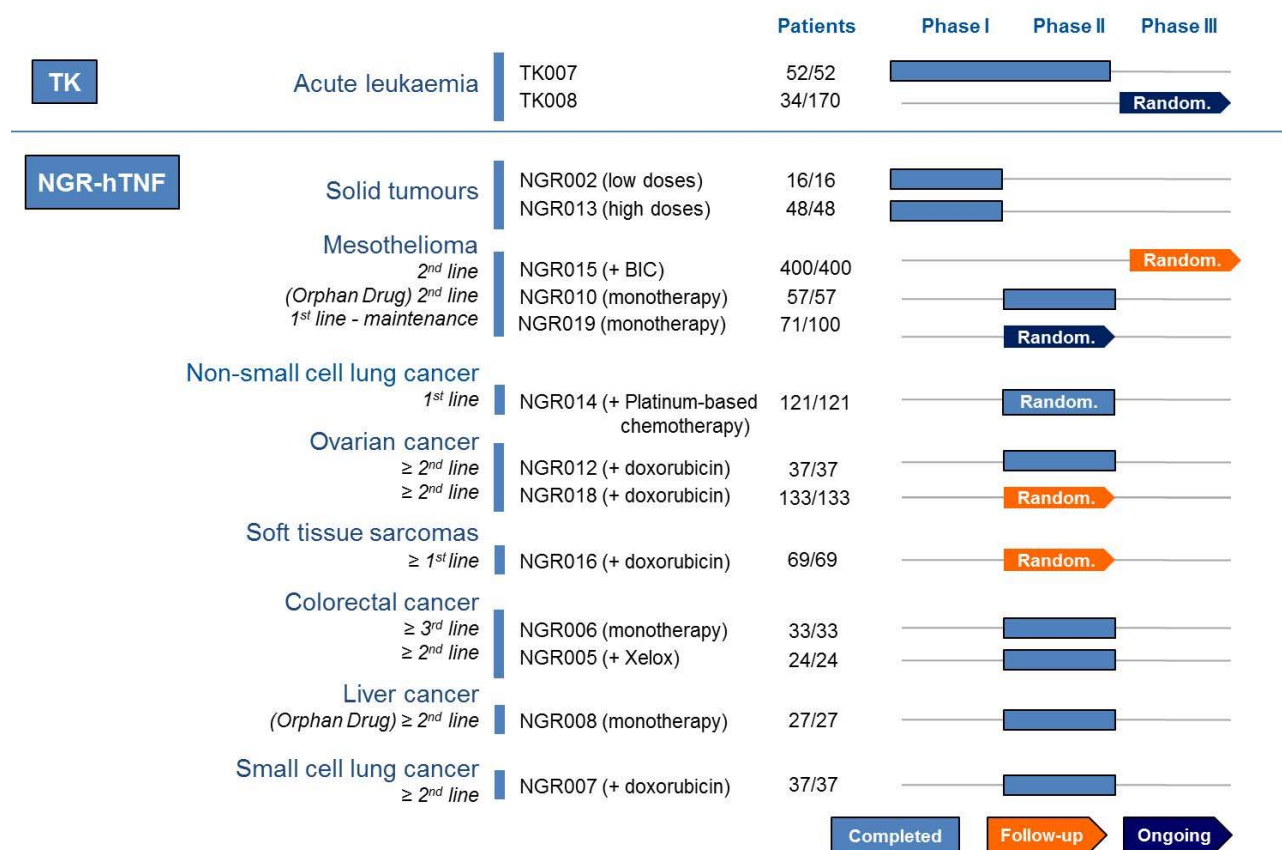 Patients Phase I Phase II Phase III
TK
Acute leukaemia
TK007 52/52
TK008 34/170 Random.
NGR-hTNF
Solid tumours
NGR002 (low doses) 16/16
NGR013 (high doses) 48/48
Mesothelioma
2nd line NGR015 (+ BIC) 400/400 Random.
(Orphan Drug) 2nd line NGR010 (monotherapy) 57/57
1st line - maintenance NGR019 (monotherapy) 71/100 Random.
Non-small cell lung cancer
1st line NGR014 (+ Platinum-based 121/121 Random.
chemotherapy)
Ovarian cancer
≥ 2nd line NGR012 (+ doxorubicin) 37/37
≥ 2nd line NGR018 (+ doxorubicin) 133/133 Random.
Soft tissue sarcomas
≥ 1st line NGR016 (+ doxorubicin) 69/69 Random.
Colorectal cancer
≥ 3rd line NGR006 (monotherapy) 33/33
≥ 2nd line NGR005 (+ Xelox) 24/24
Liver cancer
(Orphan Drug) ≥ 2nd line NGR008 (monotherapy) 27/27
Small cell lung cancer
≥ 2nd line NGR007 (+ doxorubicin) 37/37
Completed Follow-up Ongoing